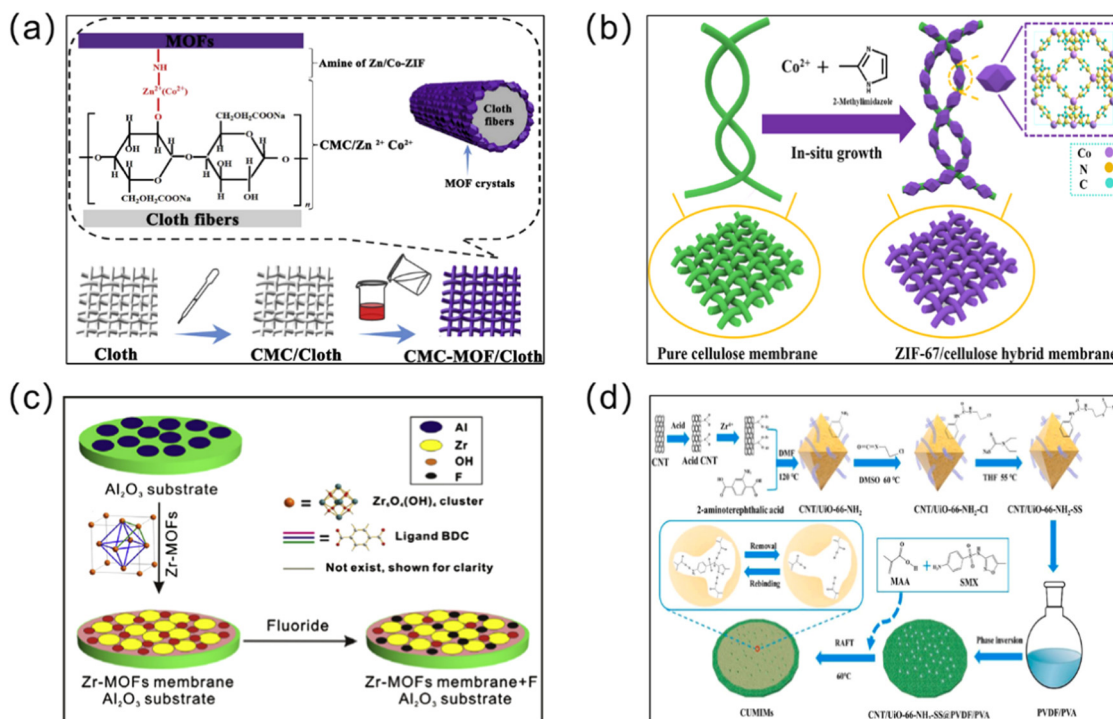 (a)
MOFs
NH
Zn²⁺(Co²⁺)
O
Amine of Zn/Co-ZIF
CMC/Zn ²⁺ Co²⁺
CH₂OH₂COONa
OH
H
O
n
Cloth fibers
Cloth
fibers
MOF crystals
Cloth
CMC/Cloth
CMC-MOF/Cloth
(b)
Co²⁺ +
N
N
H
2-Methylimidazole
In-situ growth
Co
N
C
Pure cellulose membrane
ZIF-67/cellulose hybrid membrane
(c)
Al₂O₃ substrate
Zr-MOFs
Al
Zr
OH
F
= Zr₆O₄(OH)₄ cluster
= Ligand BDC
Not exist, shown for clarity
Fluoride
Zr-MOFs membrane
Al₂O₃ substrate
Zr-MOFs membrane+F
Al₂O₃ substrate
(d)
CNT
Acid
Acid CNT
Zr⁴⁺
2-aminoterephthalic acid
DMF
120 ℃
CNT/UiO-66-NH₂
DMSO 60 ℃
CNT/UiO-66-NH₂-Cl
THF 55 ℃
CNT/UiO-66-NH₂-SS
Removal
Rebinding
MAA
+
SMX
RAFT
60℃
Phase inversion
CUMIMs
CNT/UiO-66-NH₂-SS@PVDF/PVA
PVDF/PVA